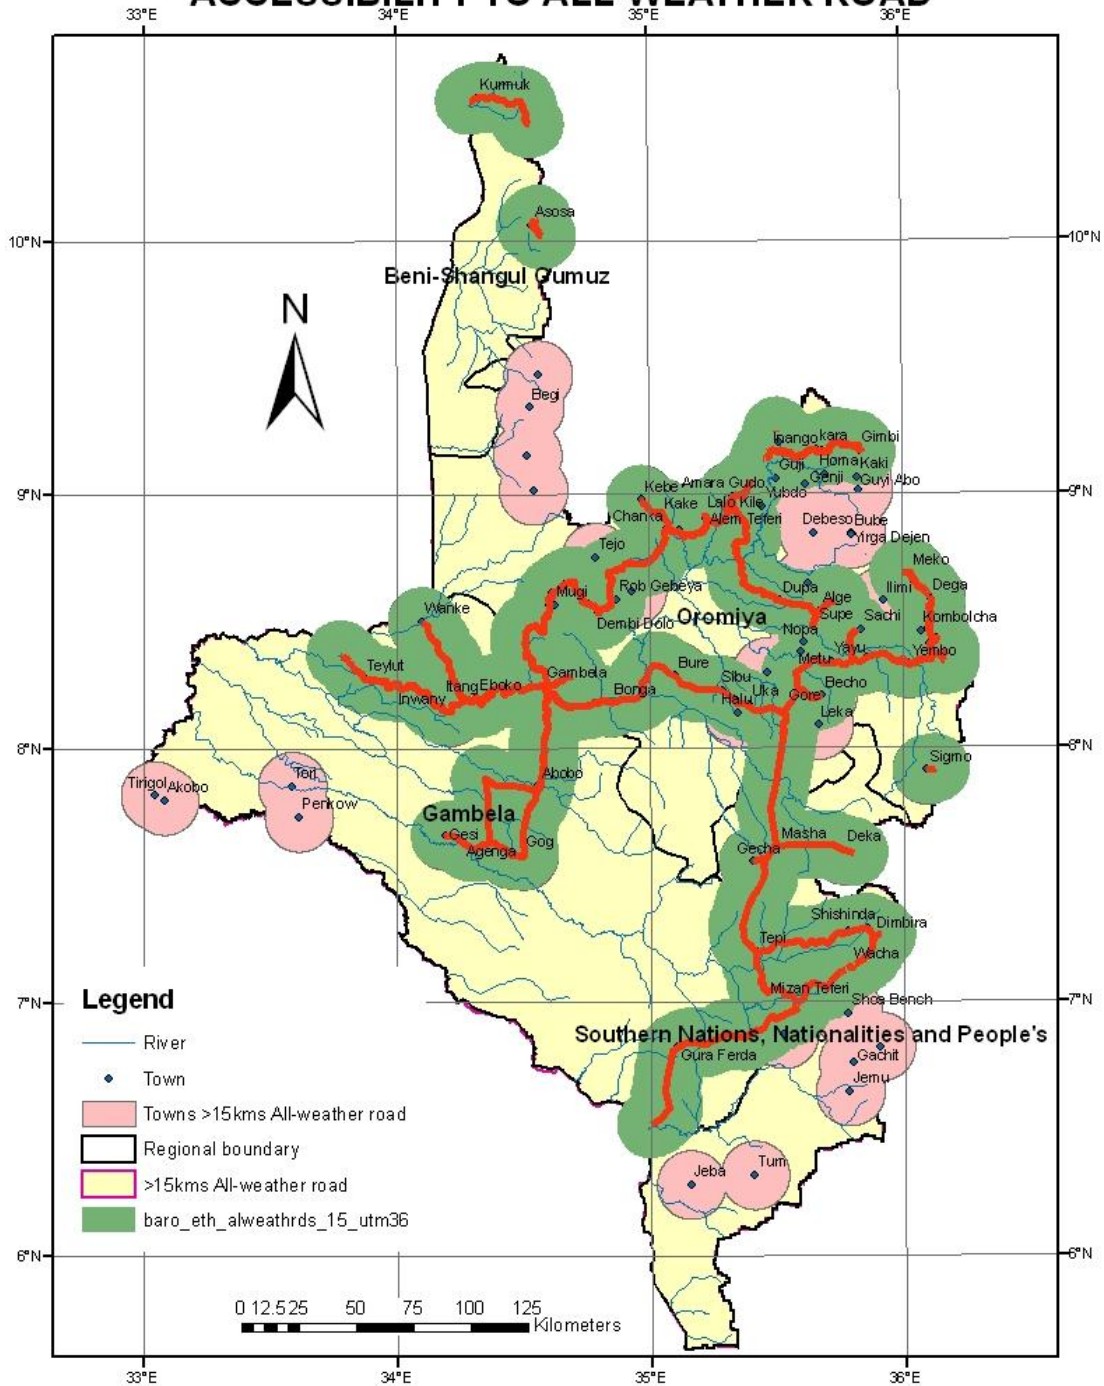 ACCESSIBILITY TO ALL WEATHER ROAD
33°E 34°E 35°E 36°E
Kurmuk
Asosa
10°N 10°N
Beni-Shangul Gumuz
N
Begi
Inango kara Gimbi
Guji Homa Kaki
Genji Guyi Abo
9°N 9°N
Kebe Amara Gudo
Kake Lalo Kile Yubdo
Chanka Alem Teferi Debeso Bube
Yirga Dejen
Tejo
Meko
Mugi Rob Gebeya Dupa Ilimi Dega
Alge
Wanke Dembi Dolo Oromiya Supe Sachi Kombolcha
Nopa
Metu Yayu Yembo
Teylut Itang Eboko Gambela Bure Sibu
Inwany Bonga Halu Uka Gore Becho
Leka
8°N 8°N
Sigmo
Tirigol Akobo Tori Abobo
Penkow
Gambela
Gesi Agenga Gog
Masha Deka
Gecha
Shishinda Dimbira
Tepi
Wacha
Mizan Teferi
7°N 7°N
Shoa Bench
Southern Nations, Nationalities and People's
Gura Ferda Gachit
Jemu
Jeba Tum
6°N 6°N
Legend
River
Town
Towns >15kms All-weather road
Regional boundary
>15kms All-weather road
baro_eth_alweathrds_15_utm36
0 12.5 25 50 75 100 125
Kilometers
33°E 34°E 35°E 36°E